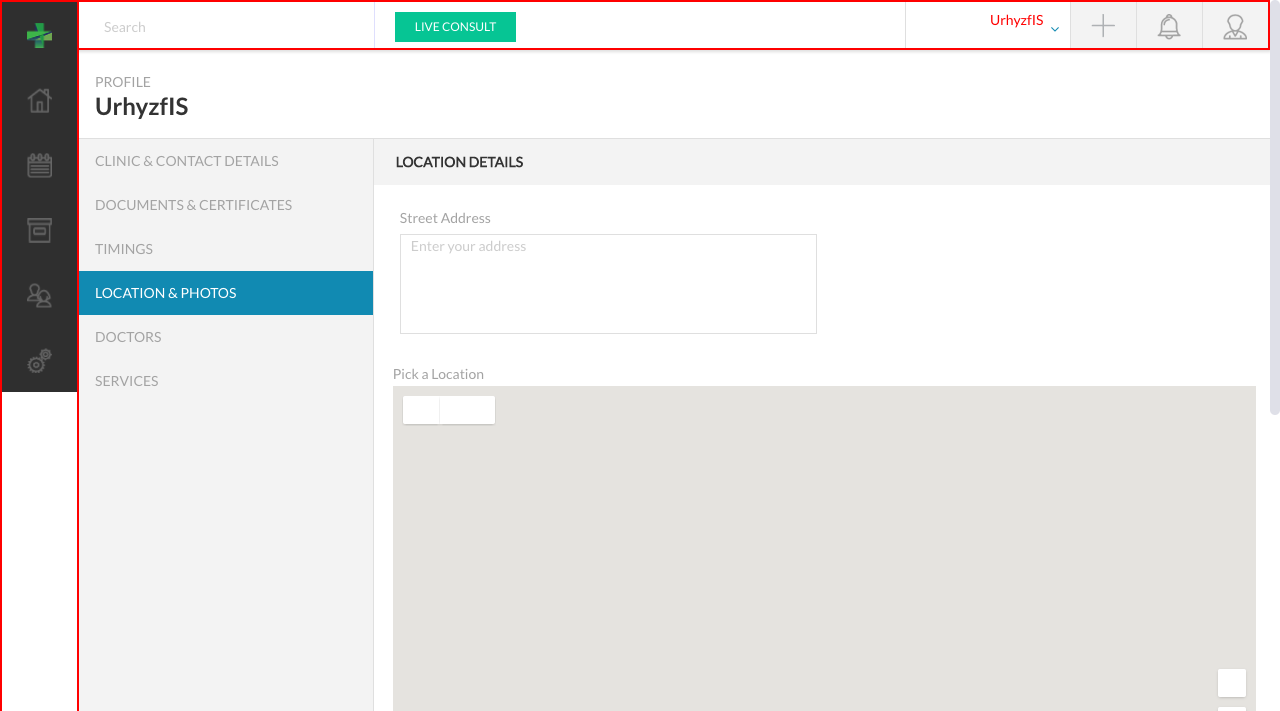 Search
LIVE CONSULT
UrhyzfIS
PROFILE
UrhyzfIS
CLINIC & CONTACT DETAILS
DOCUMENTS & CERTIFICATES
TIMINGS
LOCATION & PHOTOS
DOCTORS
SERVICES
LOCATION DETAILS
Street Address
Enter your address
Pick a Location